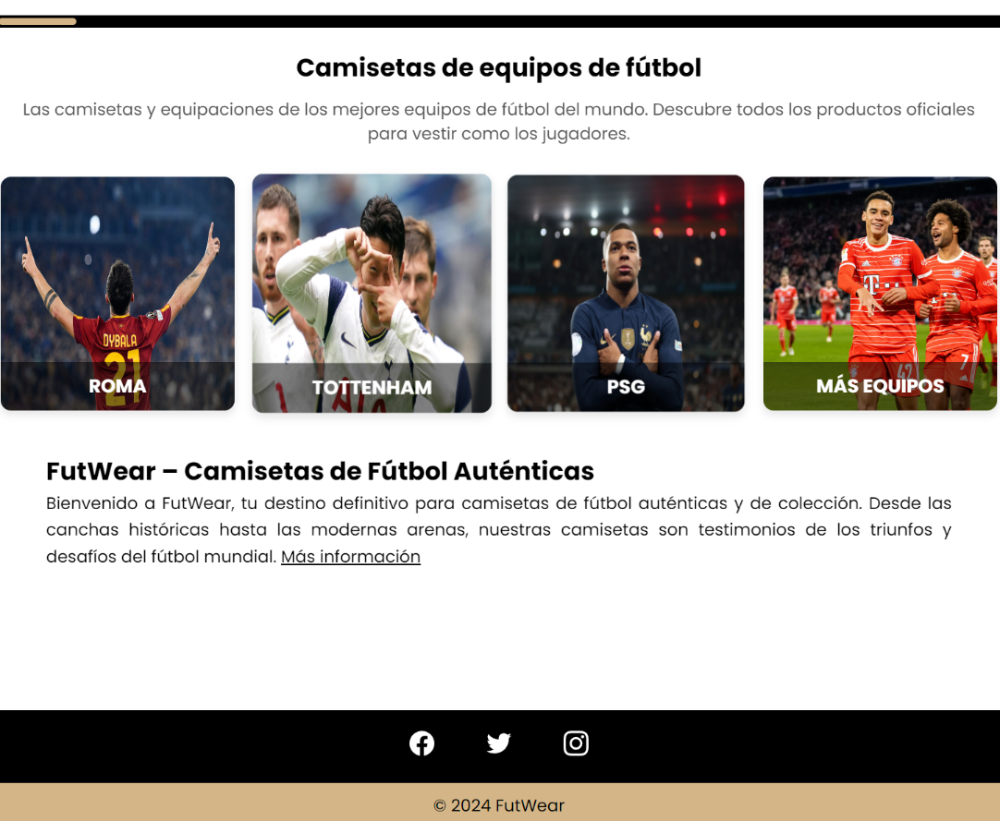 Camisetas de equipos de fútbol
Las camisetas y equipaciones de los mejores equipos de fútbol del mundo. Descubre todos los productos oficiales
para vestir como los jugadores.
DYBALA
21
ROMA
TOTTENHAM
PSG
42
7
MÁS EQUIPOS
FutWear – Camisetas de Fútbol Auténticas
Bienvenido a FutWear, tu destino definitivo para camisetas de fútbol auténticas y de colección. Desde las
canchas históricas hasta las modernas arenas, nuestras camisetas son testimonios de los triunfos y
desafíos del fútbol mundial. Más información
© 2024 FutWear